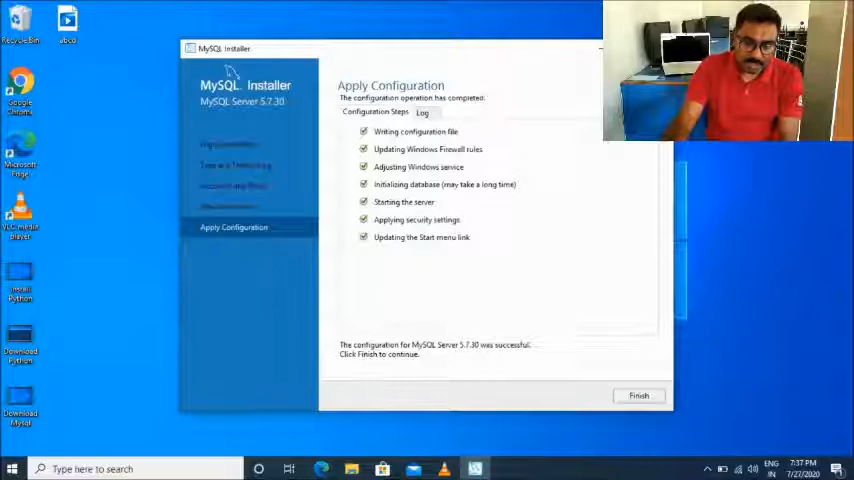 Recycle Bin
abcd
Google
Chrome
Microsoft
Edge
VLC media
player
Install
Python
Download
Python
Download
Mysql
MySQL Installer
MySQL. Installer
MySQL Server 5.7.30
Apply Configuration
Apply Configuration
The configuration operation has completed.
Configuration Steps
Log
Writing configuration file
Updating Windows Firewall rules
Adjusting Windows service
Initializing database (may take a long time)
Starting the server
Applying security settings
Updating the Start menu link
The configuration for MySQL Server 5.7.30 was successful.
Click Finish to continue.
Finish
Type here to search
ENG
IN
7:37 PM
7/27/2020